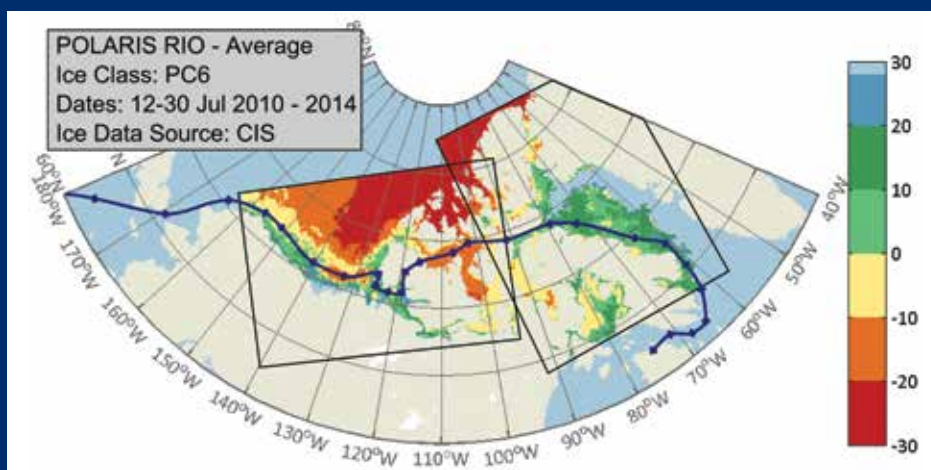 POLARIS RIO - Average
Ice Class: PC6
Dates: 12-30 Jul 2010 - 2014
Ice Data Source: CIS
60°N
180°W
170°W
160°W
150°W
140°W
130°W
120°W
110°W
100°W
90°W
80°W
70°W
60°W
50°W
40°W
30
20
10
0
-10
-20
-30